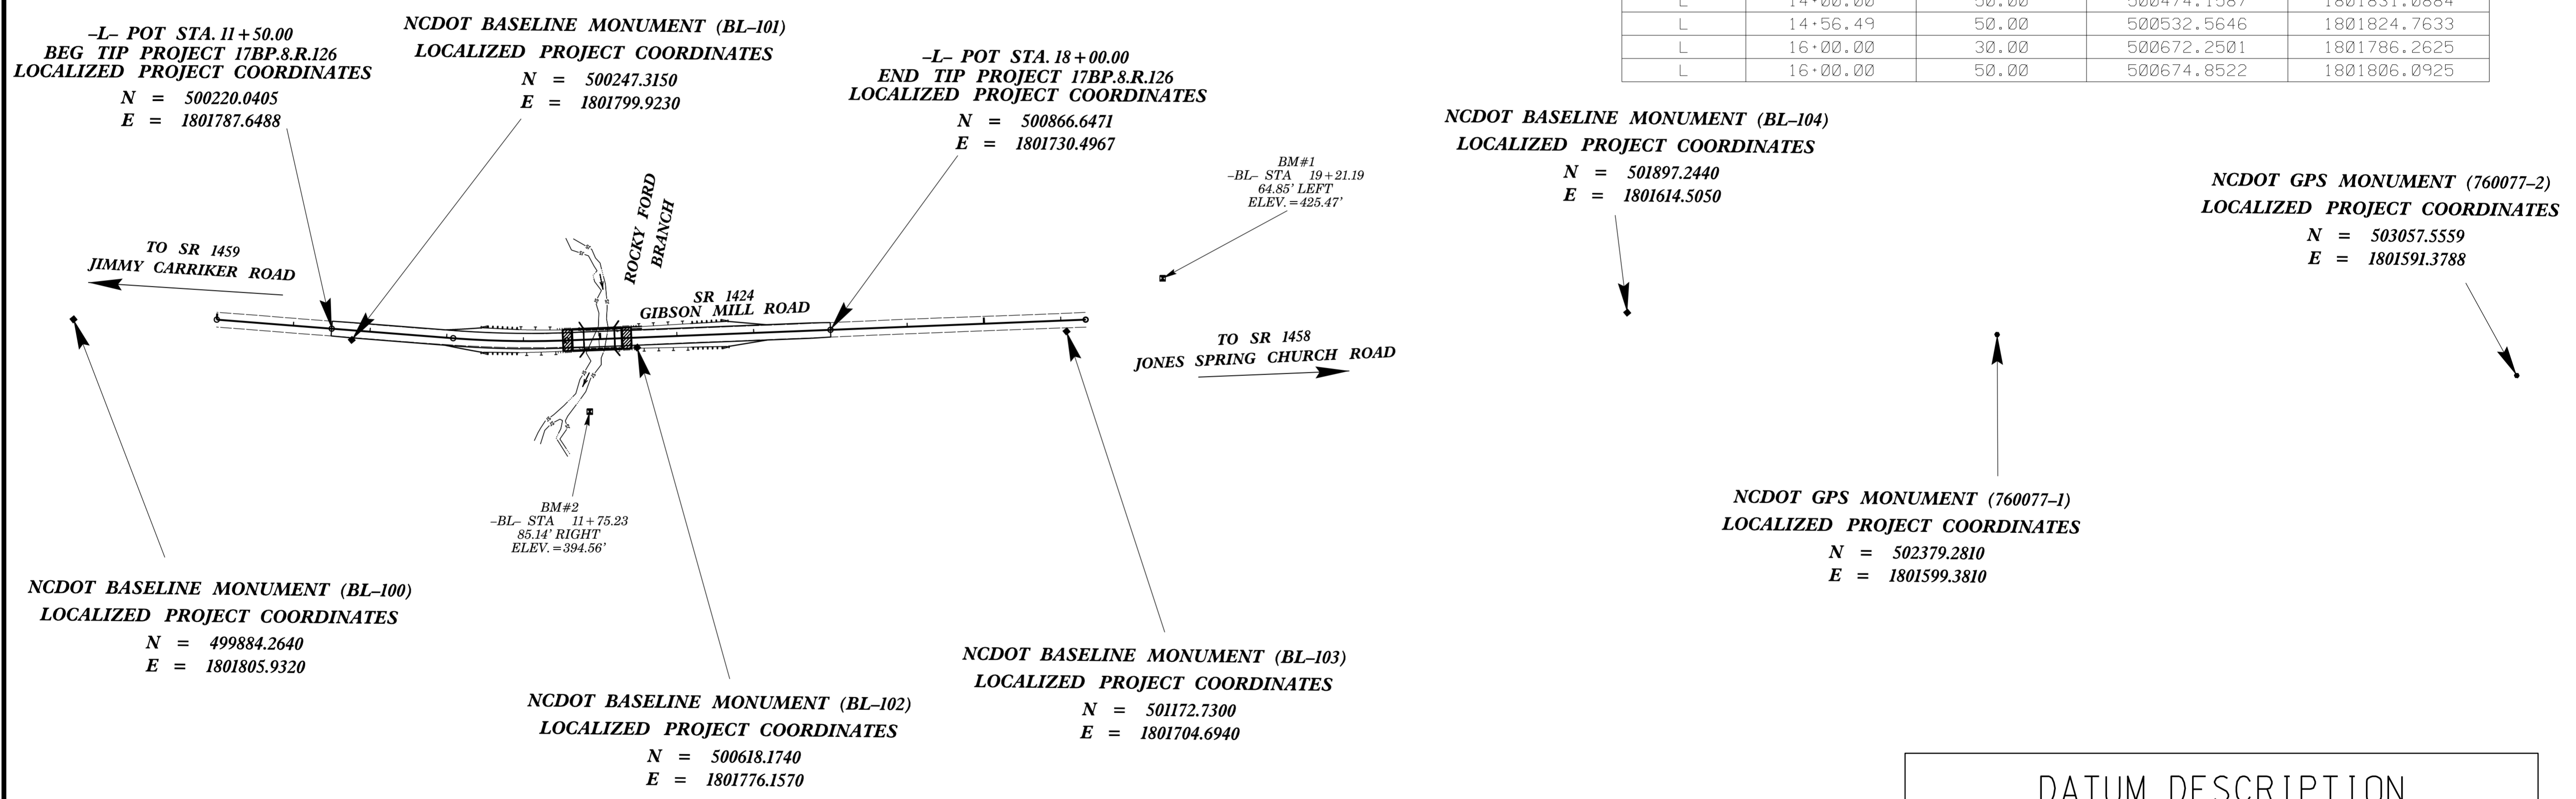 -L- POT STA. 11+50.00
BEG TIP PROJECT 17BP.8.R.126
LOCALIZED PROJECT COORDINATES
N = 500220.0405
E = 1801787.6488
NCDOT BASELINE MONUMENT (BL-101)
LOCALIZED PROJECT COORDINATES
N = 500247.3150
E = 1801799.9230
-L- POT STA. 18+00.00
END TIP PROJECT 17BP.8.R.126
LOCALIZED PROJECT COORDINATES
N = 500866.6471
E = 1801730.4967
L 14+00.00 50.00 500474.1587 1801831.0884
L 14+56.49 50.00 500532.5646 1801824.7633
L 16+00.00 30.00 500672.2501 1801786.2625
L 16+00.00 50.00 500674.8522 1801806.0925
BM#1
-BL- STA 19+21.19
64.85' LEFT
ELEV.=425.47'
NCDOT BASELINE MONUMENT (BL-104)
LOCALIZED PROJECT COORDINATES
N = 501897.2440
E = 1801614.5050
NCDOT GPS MONUMENT (760077-2)
LOCALIZED PROJECT COORDINATES
N = 503057.5559
E = 1801591.3788
TO SR 1459
JIMMY CARRIKER ROAD
ROCKY FORD
BRANCH
SR 1424
GIBSON MILL ROAD
TO SR 1458
JONES SPRING CHURCH ROAD
BM#2
-BL- STA 11+75.23
85.14' RIGHT
ELEV.=394.56'
NCDOT GPS MONUMENT (760077-1)
LOCALIZED PROJECT COORDINATES
N = 502379.2810
E = 1801599.3810
NCDOT BASELINE MONUMENT (BL-100)
LOCALIZED PROJECT COORDINATES
N = 499884.2640
E = 1801805.9320
NCDOT BASELINE MONUMENT (BL-102)
LOCALIZED PROJECT COORDINATES
N = 500618.1740
E = 1801776.1570
NCDOT BASELINE MONUMENT (BL-103)
LOCALIZED PROJECT COORDINATES
N = 501172.7300
E = 1801704.6940
DATUM DESCRIPTION